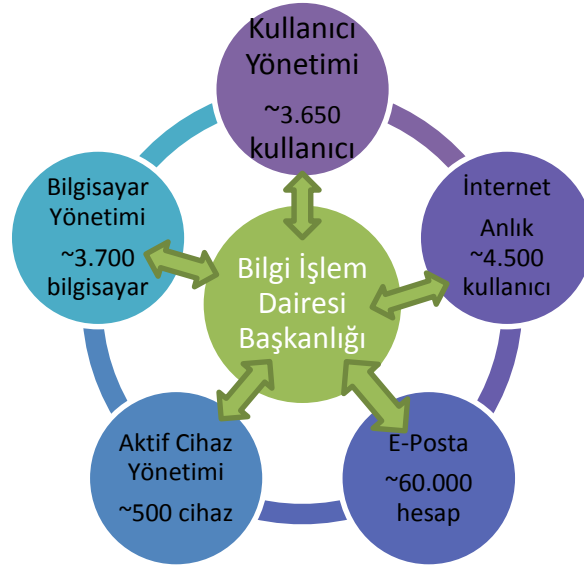 Kullanıcı
Yönetimi
~3.650
kullanıcı
İnternet
Anlık
~4.500
kullanıcı
E-Posta
~60.000
hesap
Aktif Cihaz
Yönetimi
~500 cihaz
Bilgisayar
Yönetimi
~3.700
bilgisayar
Bilgi İşlem
Dairesi
Başkanlığı